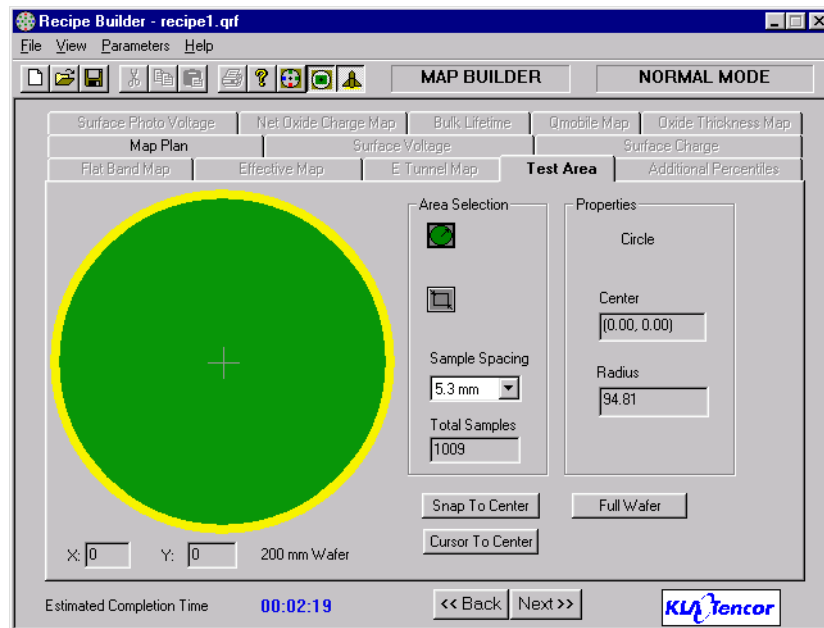 Recipe Builder - recipe1.qrf
File View Parameters Help
MAP BUILDER NORMAL MODE
Surface Photo Voltage Net Oxide Charge Map Bulk Lifetime Qmobile Map Oxide Thickness Map
Map Plan Surface Voltage Surface Charge
Flat Band Map Effective Map E Tunnel Map Test Area Additional Percentiles
Area Selection
Properties
Circle
Center
(0.00, 0.00)
Sample Spacing
5.3 mm
Radius
94.81
Total Samples
1009
Snap To Center Full Wafer
Cursor To Center
X: 0 Y: 0 200 mm Wafer
Estimated Completion Time 00:02:19 << Back Next >> KLA Tencor